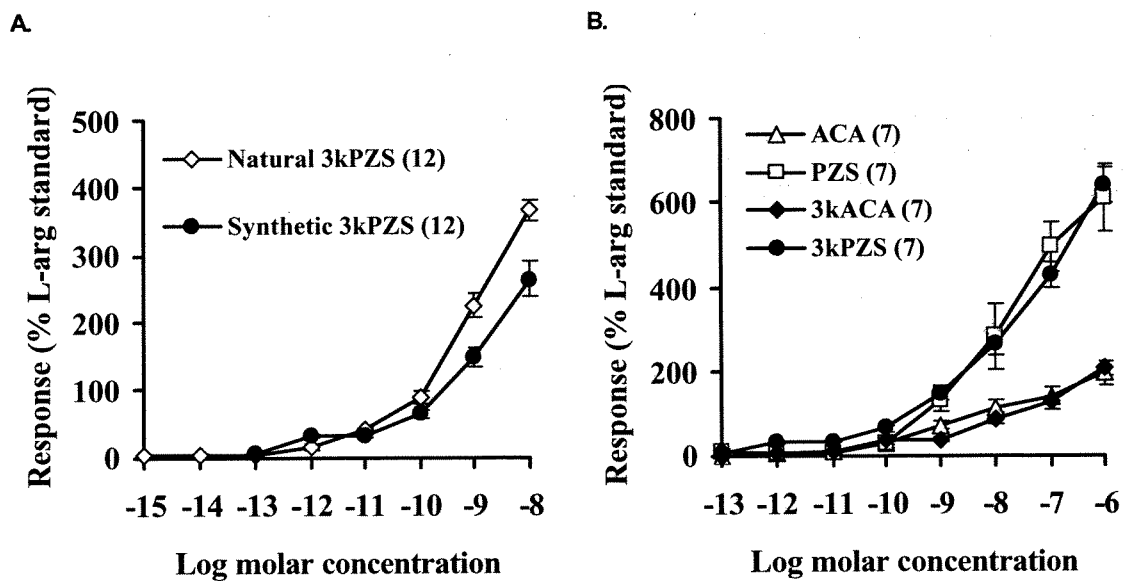 A.
Response (% L-arg standard)
500
400
300
200
100
0
Natural 3kPZS (12)
Synthetic 3kPZS (12)
-15 -14 -13 -12 -11 -10 -9 -8
Log molar concentration
B.
Response (% L-arg standard)
800
600
400
200
0
ACA (7)
PZS (7)
3kACA (7)
3kPZS (7)
-13 -12 -11 -10 -9 -8 -7 -6
Log molar concentration